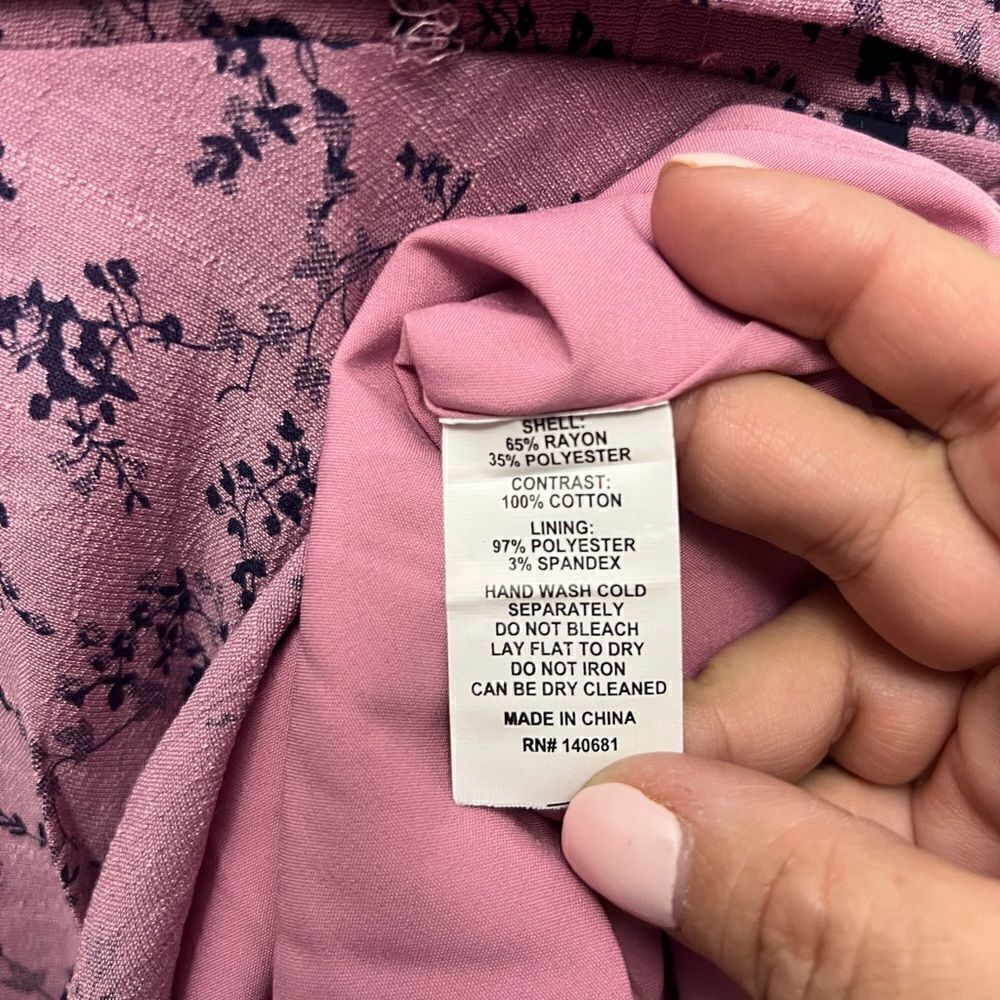 SHELL:
65% RAYON
35% POLYESTER
CONTRAST:
100% COTTON
LINING:
97% POLYESTER
3% SPANDEX
HAND WASH COLD
SEPARATELY
DO NOT BLEACH
LAY FLAT TO DRY
DO NOT IRON
CAN BE DRY CLEANED
MADE IN CHINA
RN# 140681